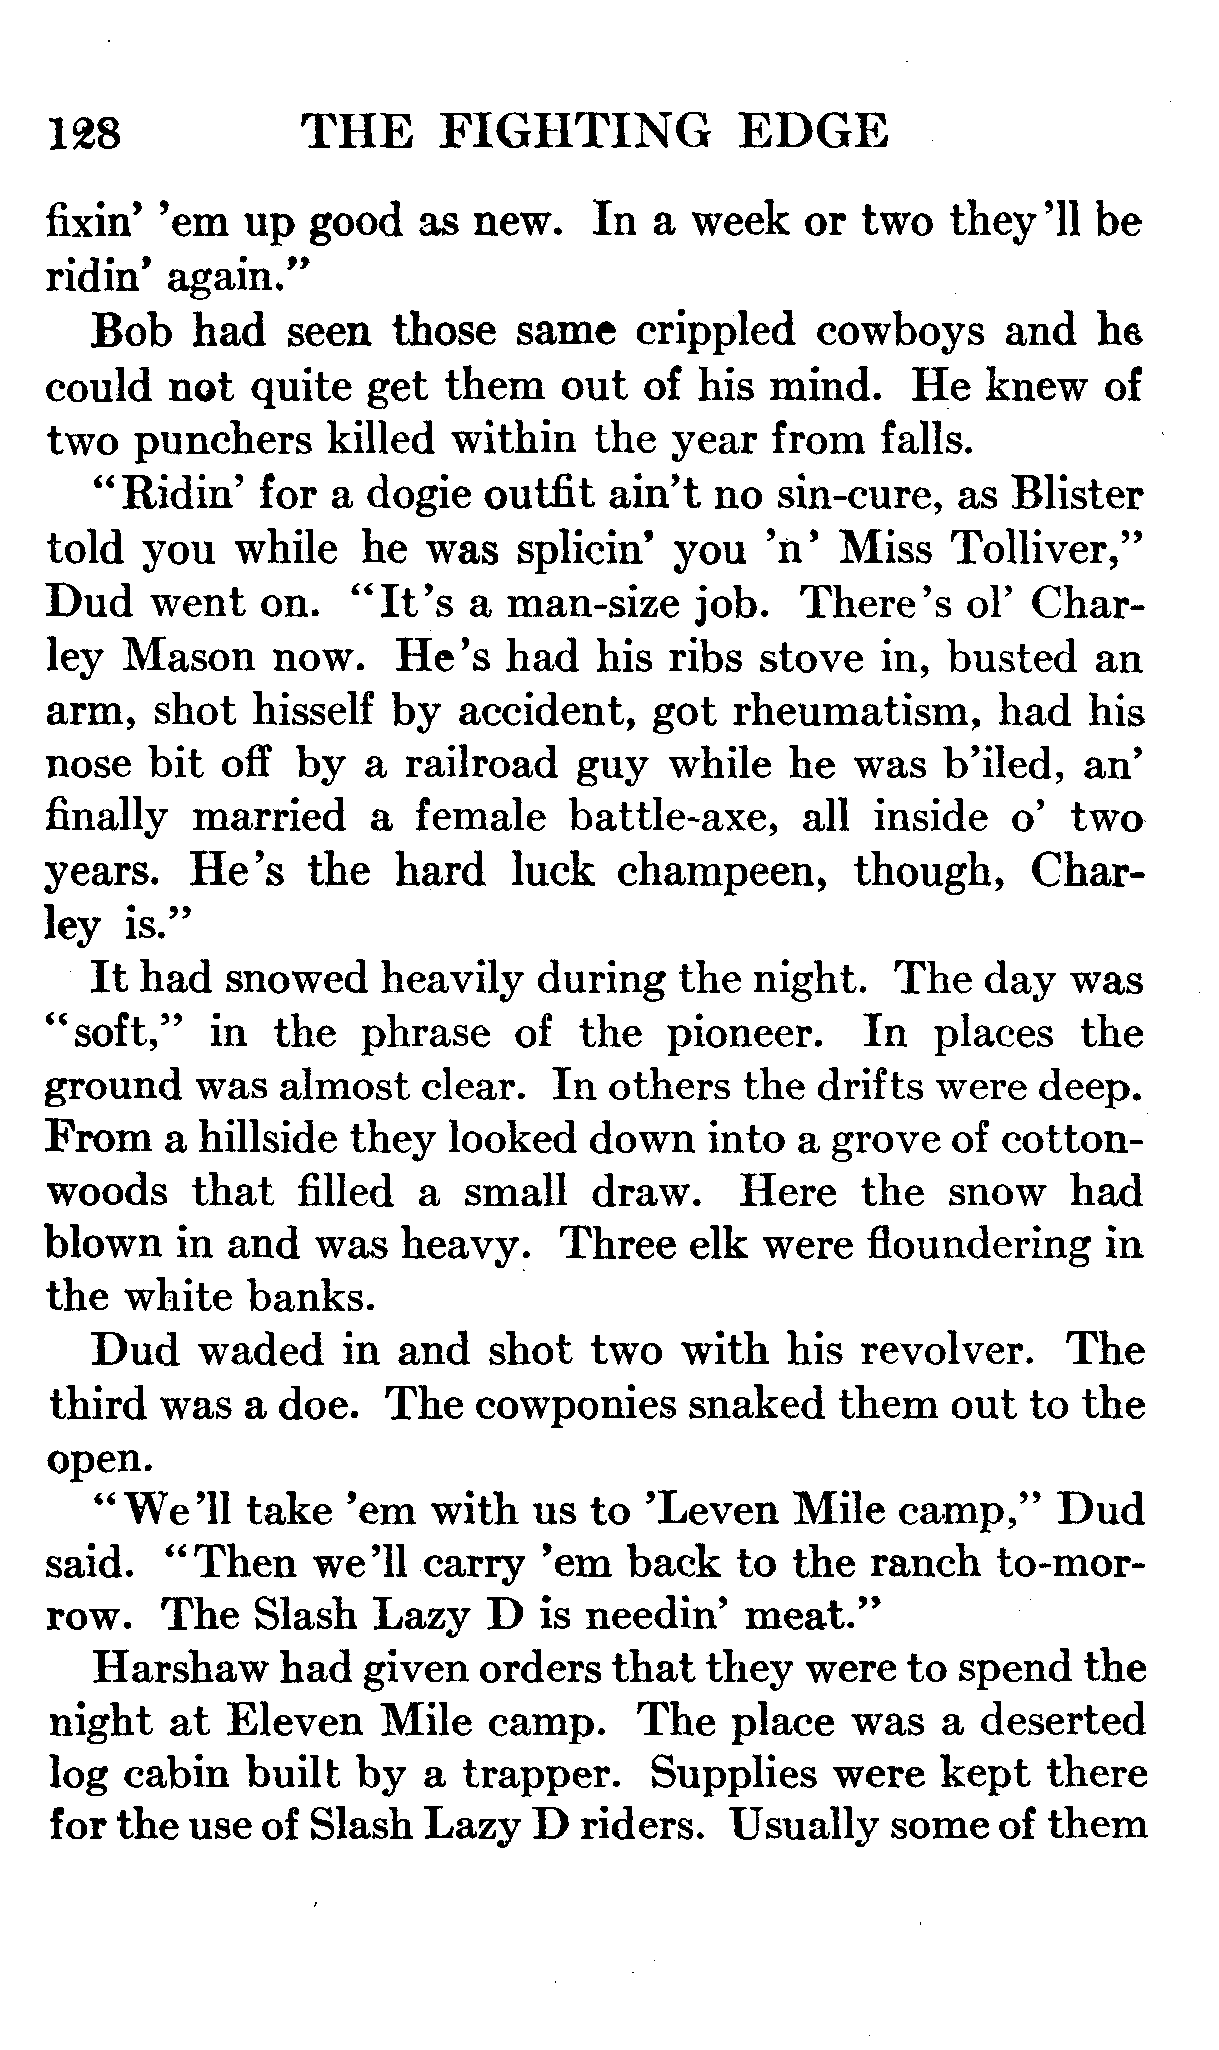 128 THE FIGHTING EDGE
fixin' 'em up good as new. In a week or two they'll be
ridin' again."
Bob had seen those same crippled cowboys and he
could not quite get them out of his mind. He knew of
two punchers killed within the year from falls.
"Ridin' for a dogie outfit ain't no sin-cure, as Blister
told you while he was splicin' you 'n' Miss Tolliver,"
Dud went on. "It's a man-size job. There's ol' Char-
ley Mason now. He's had his ribs stove in, busted an
arm, shot hisself by accident, got rheumatism, had his
nose bit off by a railroad guy while he was b'iled, an'
finally married a female battle-axe, all inside o' two
years. He's the hard luck champeen, though, Char-
ley is."
It had snowed heavily during the night. The day was
"soft," in the phrase of the pioneer. In places the
ground was almost clear. In others the drifts were deep.
From a hillside they looked down into a grove of cotton-
woods that filled a small draw. Here the snow had
blown in and was heavy. Three elk were floundering in
the white banks.
Dud waded in and shot two with his revolver. The
third was a doe. The cowponies snaked them out to the
open.
"We'll take 'em with us to 'Leven Mile camp," Dud
said. "Then we'll carry 'em back to the ranch to-mor-
row. The Slash Lazy D is needin' meat."
Harshaw had given orders that they were to spend the
night at Eleven Mile camp. The place was a deserted
log cabin built by a trapper. Supplies were kept there
for the use of Slash Lazy D riders. Usually some of them